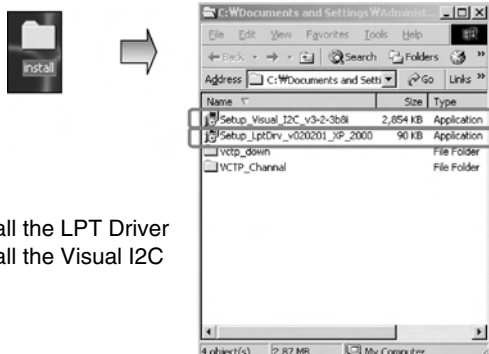 install
C:₩Documents and Settings₩Administ...
File Edit View Favorites Tools Help
Back Search Folders
Address C:₩Documents and Setti Go Links »
Name Size Type
Setup_Visual_I2C_v3-2-3b8i 2,854 KB Application
Setup_LptDrv_v020201_XP_2000 90 KB Application
vctp_down File Folder
VCTP_Channal File Folder
all the LPT Driver
all the Visual I2C
4 object(s) 2.87 MB My Computer